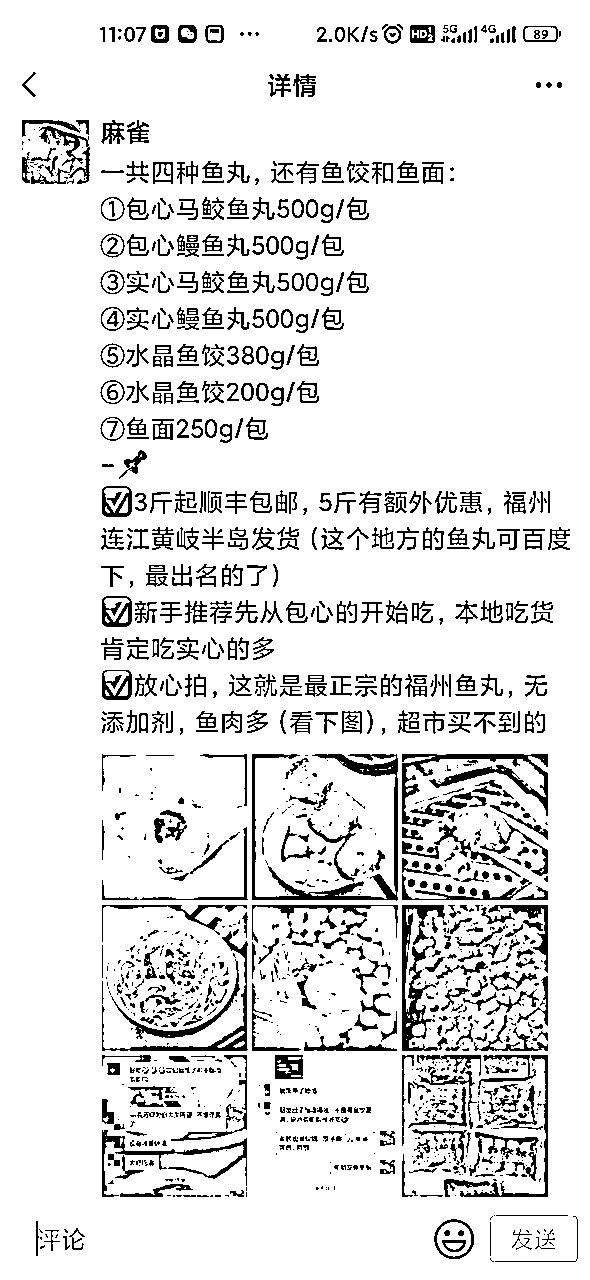 11:07 ··· 2.0K/s HD 5G 4G 89
详情
麻雀
一共四种鱼丸，还有鱼饺和鱼面：
①包心马鲛鱼丸500g/包
②包心鳗鱼丸500g/包
③实心马鲛鱼丸500g/包
④实心鳗鱼丸500g/包
⑤水晶鱼饺380g/包
⑥水晶鱼饺200g/包
⑦鱼面250g/包
-📌
✅3斤起顺丰包邮，5斤有额外优惠，福州
连江黄岐半岛发货（这个地方的鱼丸可百度
下，最出名的了）
✅新手推荐先从包心的开始吃，本地吃货
肯定吃实心的多
✅放心拍，这就是最正宗的福州鱼丸，无
添加剂，鱼肉多（看下图），超市买不到的
评论
发送